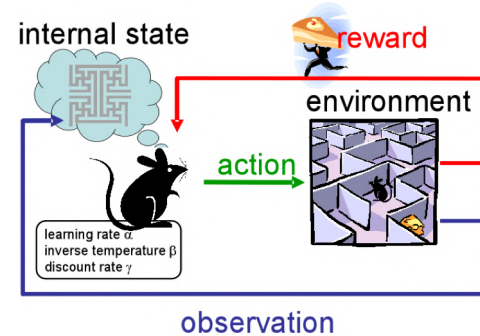 internal state
reward
environment
action
learning rate α
inverse temperature β
discount rate γ
observation